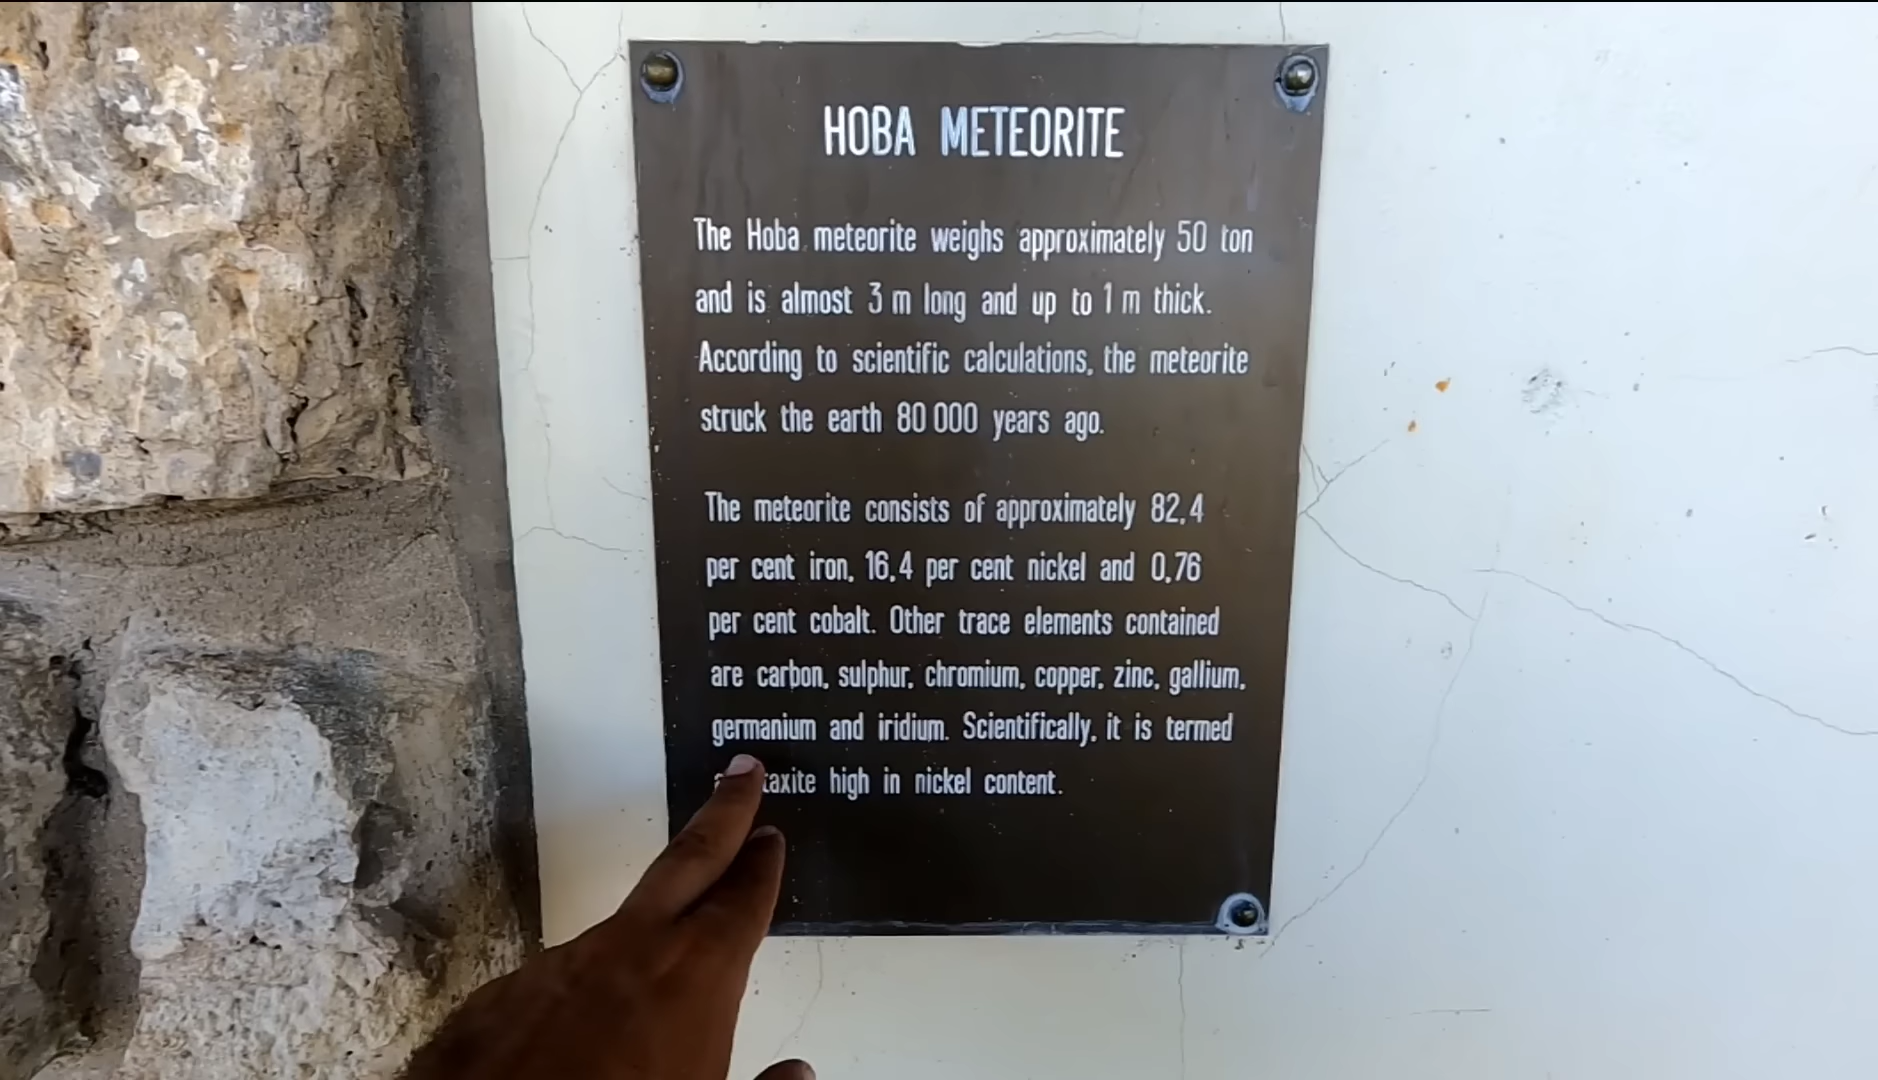 HOBA METEORITE
The Hoba meteorite weighs approximately 50 ton
and is almost 3 m long and up to 1 m thick.
According to scientific calculations, the meteorite
struck the earth 80 000 years ago.
The meteorite consists of approximately 82,4
per cent iron, 16,4 per cent nickel and 0,76
per cent cobalt. Other trace elements contained
are carbon, sulphur, chromium, copper, zinc, gallium,
germanium and iridium. Scientifically, it is termed
high in nickel content.